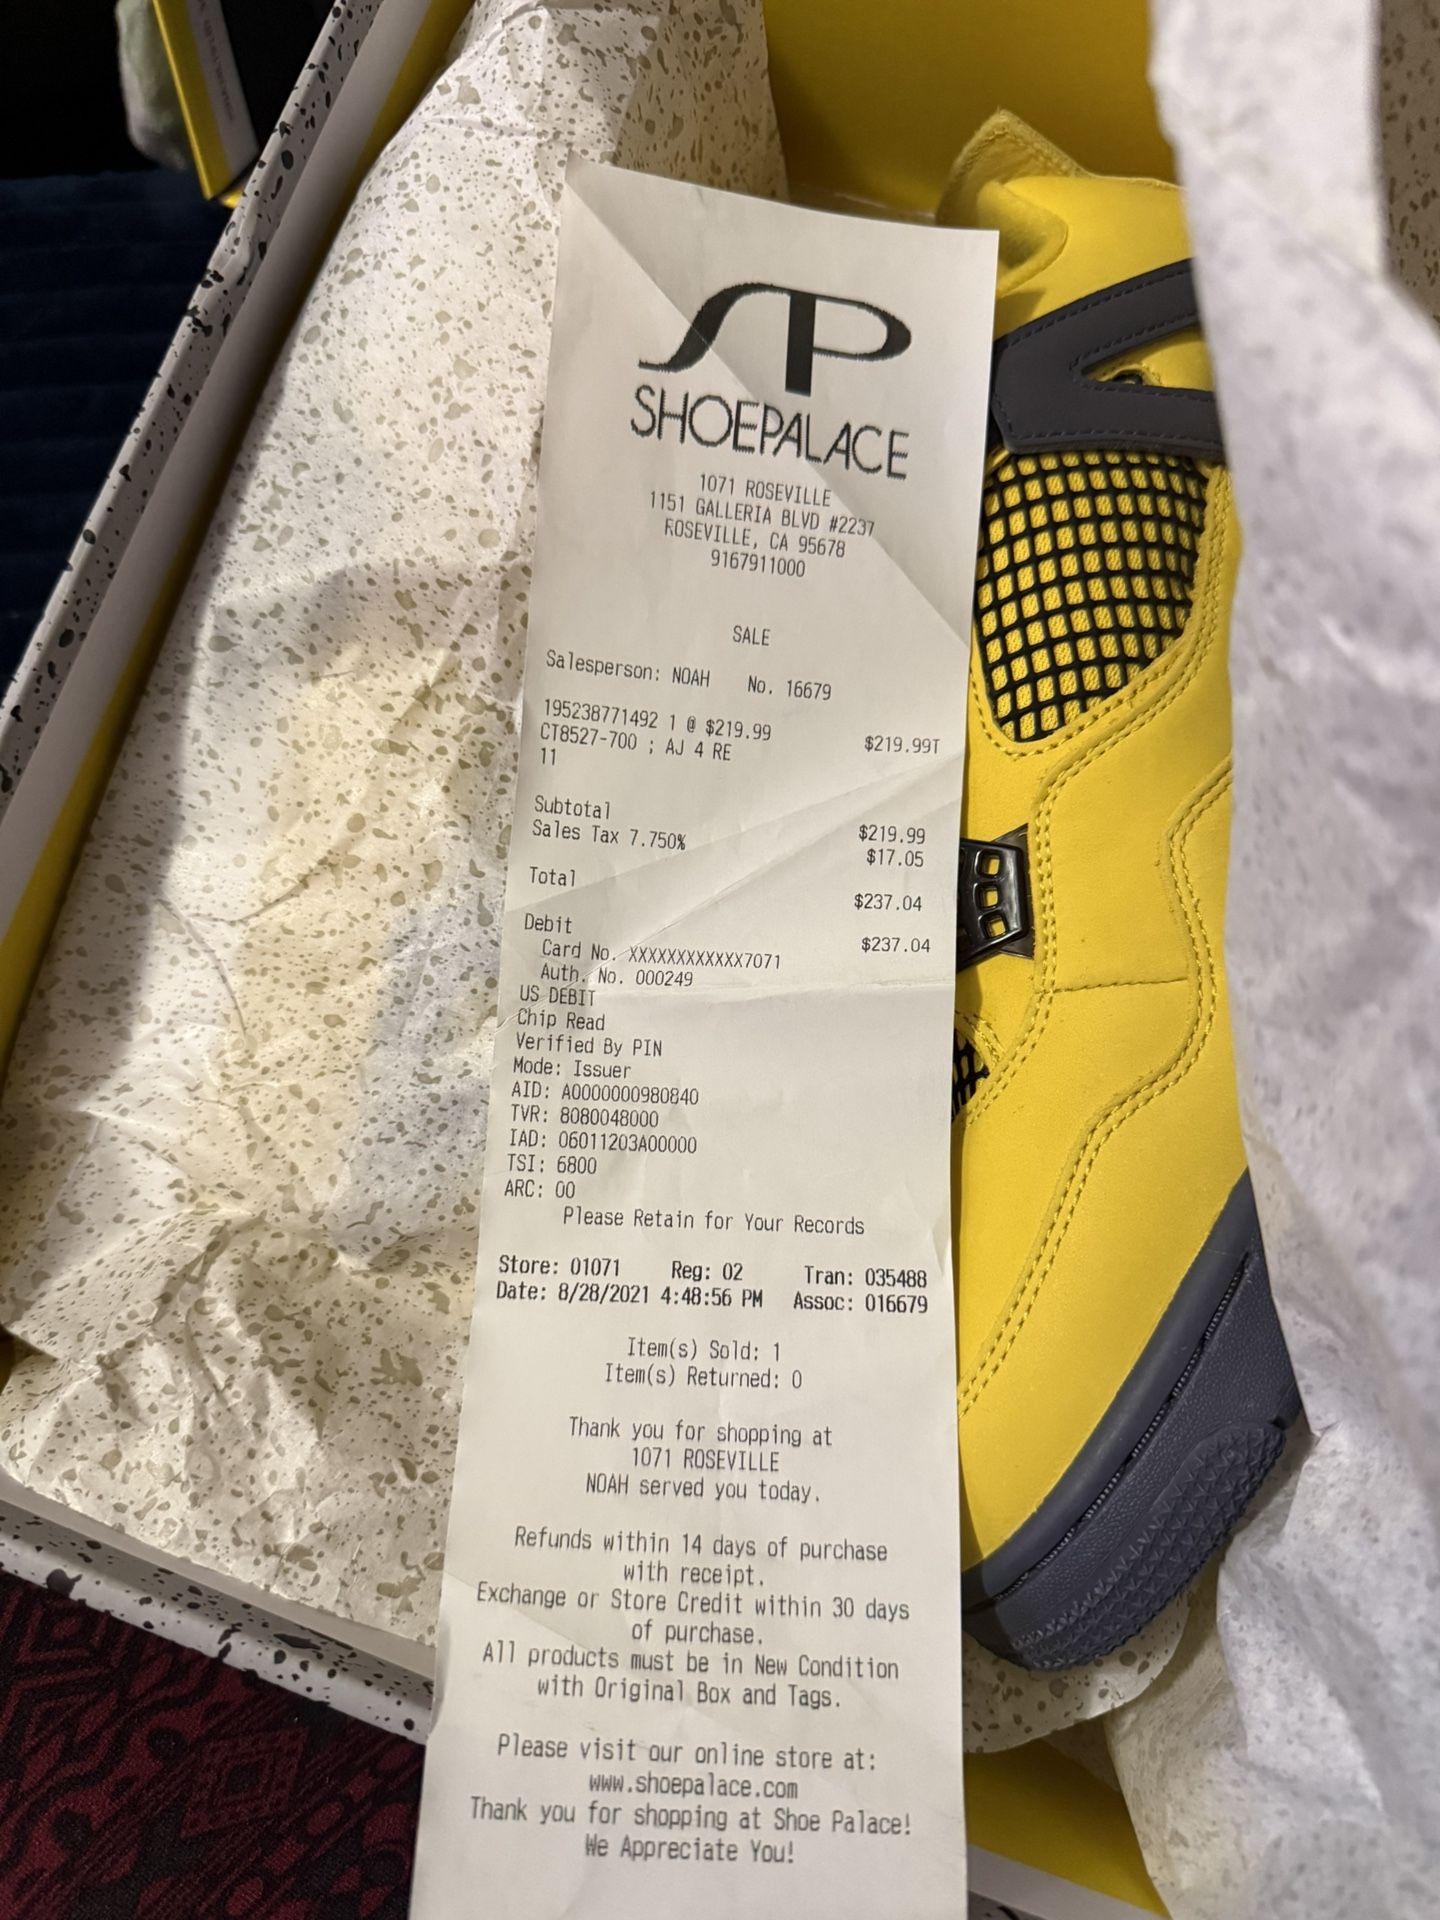 SP
SHOEPALACE
1071 ROSEVILLE
1151 GALLERIA BLVD #2237
ROSEVILLE, CA 95678
9167911000
SALE
Salesperson: NOAH No. 16679
195238771492 1 @ $219.99 $219.99T
CT8527-700 ; AJ 4 RE
11
Subtotal $219.99
Sales Tax 7.750% $17.05
Total $237.04
Debit $237.04
Card No. XXXXXXXXXXXX7071
Auth. No. 000249
US DEBIT
Chip Read
Verified By PIN
Mode: Issuer
AID: A0000000980840
TVR: 8080048000
IAD: 06011203A00000
TSI: 6800
ARC: 00
Please Retain for Your Records
Store: 01071 Reg: 02 Tran: 035488
Date: 8/28/2021 4:48:56 PM Assoc: 016679
Item(s) Sold: 1
Item(s) Returned: 0
Thank you for shopping at
1071 ROSEVILLE
NOAH served you today.
Refunds within 14 days of purchase
with receipt.
Exchange or Store Credit within 30 days
of purchase.
All products must be in New Condition
with Original Box and Tags.
Please visit our online store at:
www.shoepalace.com
Thank you for shopping at Shoe Palace!
We Appreciate You!